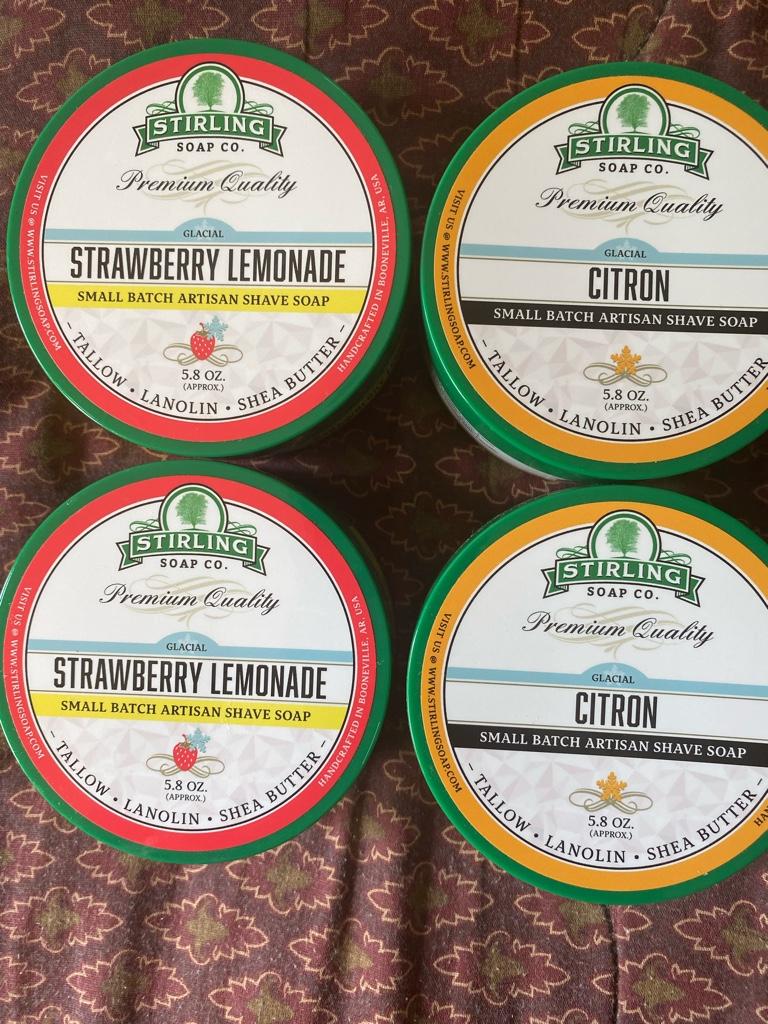 STIRLING
SOAP CO.
Premium Quality
GLACIAL
STRAWBERRY LEMONADE
SMALL BATCH ARTISAN SHAVE SOAP
5.8 OZ.
(APPROX.)
- TALLOW • LANOLIN • SHEA BUTTER -
VISIT US @ WWW.STIRLINGSOAP.COM
HANDCRAFTED IN BOONEVILLE, AR, USA
STIRLING
SOAP CO.
Premium Quality
GLACIAL
CITRON
SMALL BATCH ARTISAN SHAVE SOAP
5.8 OZ.
(APPROX.)
- TALLOW • LANOLIN • SHEA BUTTER
VISIT US @ WWW.STIRLINGSOAP.COM
STIRLING
SOAP CO.
Premium Quality
GLACIAL
STRAWBERRY LEMONADE
SMALL BATCH ARTISAN SHAVE SOAP
5.8 OZ.
(APPROX.)
- TALLOW • LANOLIN • SHEA BUTTER -
VISIT US @ WWW.STIRLINGSOAP.COM
HANDCRAFTED IN BOONEVILLE, AR, USA
STIRLING
SOAP CO.
Premium Quality
GLACIAL
CITRON
SMALL BATCH ARTISAN SHAVE SOAP
5.8 OZ.
(APPROX.)
- TALLOW • LANOLIN • SHEA BUTTER -
VISIT US @ WWW.STIRLINGSOAP.COM